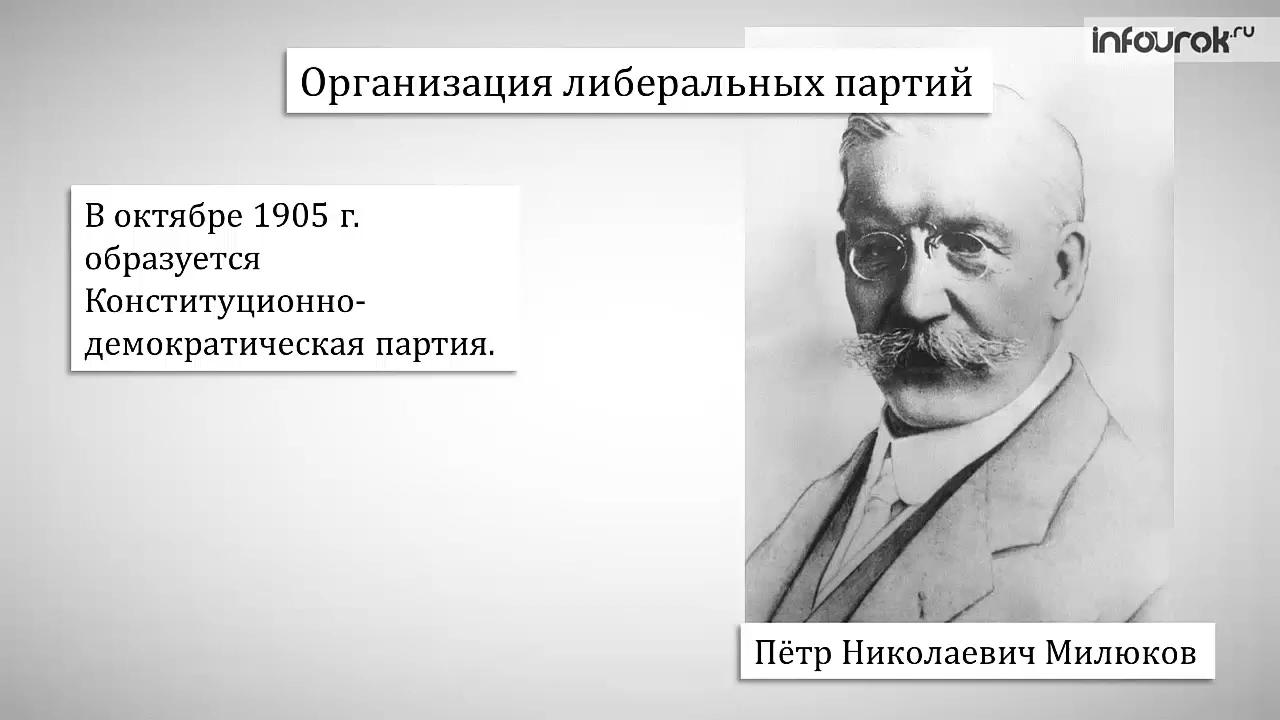 infourok.ru
Организация либеральных партий
В октябре 1905 г.
образуется
Конституционно-
демократическая партия.
Пётр Николаевич Милюков